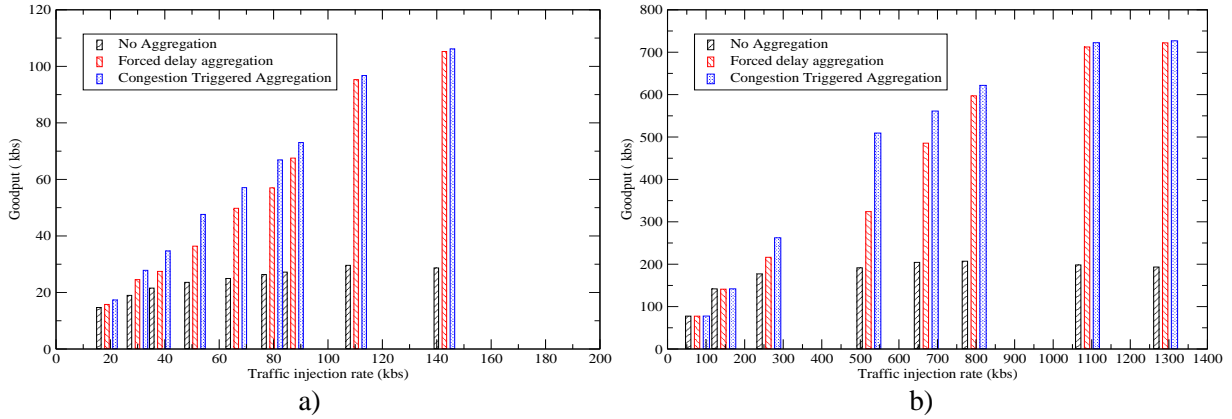 120
100
80
60
40
20
0
Goodput ( kbs)
No Aggregation
Forced delay aggregation
Congestion Triggered Aggregation
0 20 40 60 80 100 120 140 160 180 200
Traffic injection rate (kbs)
a)
800
700
600
500
400
300
200
100
0
Goodput ( kbs)
No Aggregation
Forced delay aggregation
Congestion Triggered Aggregation
0 100 200 300 400 500 600 700 800 900 1000 1100 1200 1300 1400
Traffic injection rate (kbs)
b)